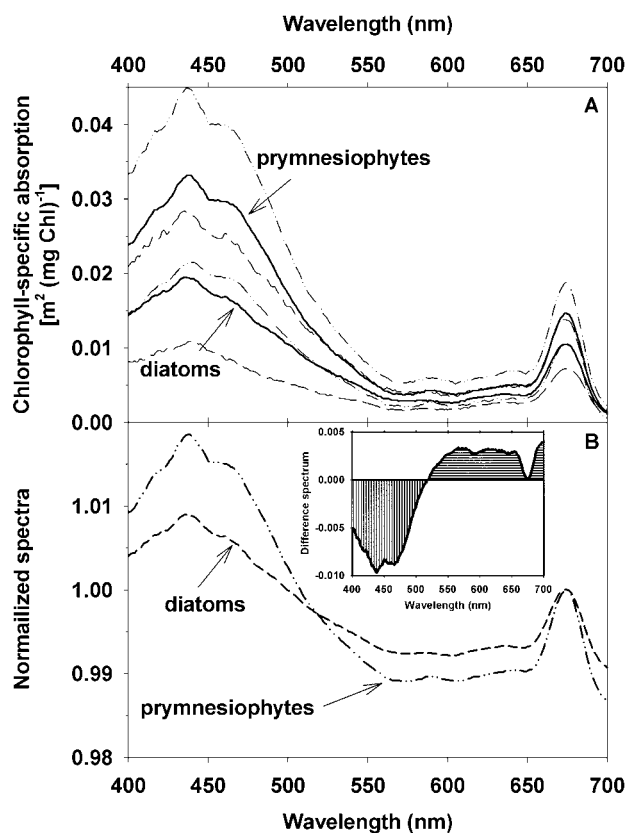 Wavelength (nm)
400 450 500 550 600 650 700
A
0.04
0.03
0.02
0.01
0.00
Chlorophyll-specific absorption
[m² (mg Chl)⁻¹]
prymnesiophytes
diatoms
B
1.01
1.00
0.99
0.98
Normailized spectra
diatoms
prymnesiophytes
0.005
0.000
-0.005
-0.010
Difference spectrum
400 450 500 550 600 650 700
Wavelength (nm)
400 450 500 550 600 650 700
Wavelength (nm)